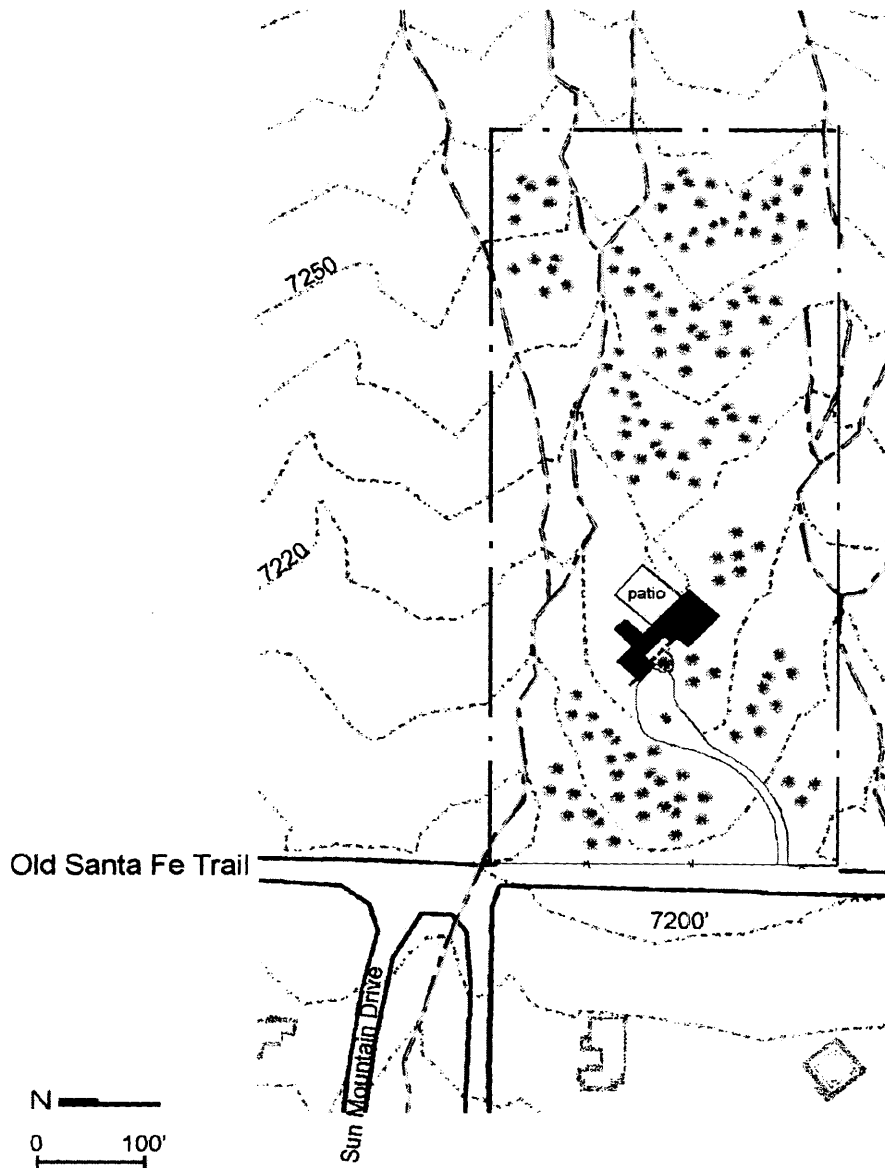 7250
7220
patio
Old Santa Fe Trail
7200'
Sun Mountain Drive
N
0 100'